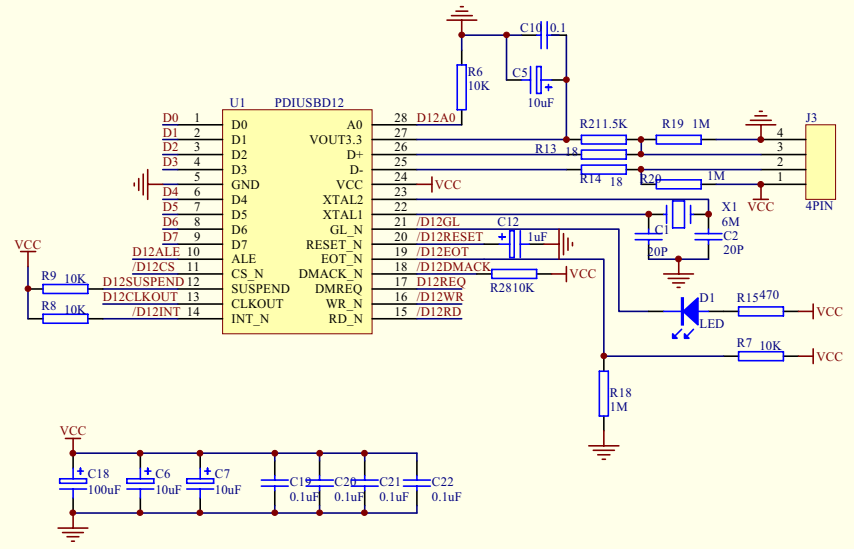 C10 0.1
R6
10K
C5
10uF
U1 PDIUSBD12
D0 1 D0 A0 28 D12A0
D1 2 D1 VOUT3.3 27
D2 3 D2 D+ 26
D3 4 D3 D- 25
5 GND VCC 24 VCC
D4 6 D4 XTAL2 23
D5 7 D5 XTAL1 22
D6 8 D6 GL_N 21 /D12GL
D7 9 D7 RESET_N 20 /D12RESET
D12ALE 10 ALE EOT_N 19 /D12EOT
/D12CS 11 CS_N DMACK_N 18 /D12DMACK
D12SUSPEND 12 SUSPEND DMREQ 17 D12REQ
D12CLKOUT 13 CLKOUT WR_N 16 /D12WR
/D12INT 14 INT_N RD_N 15 /D12RD
R21 1.5K
R19 1M
R13 18
R14 18
R20 1M
J3
4
3
2
1
4PIN
VCC
X1
6M
C1
20P
C2
20P
C12
1uF
R28 10K
VCC
VCC
R9 10K
R8 10K
D1
LED
R15 470
VCC
R7 10K
VCC
R18
1M
VCC
C18
100uF
C6
10uF
C7
10uF
C19
0.1uF
C20
0.1uF
C21
0.1uF
C22
0.1uF